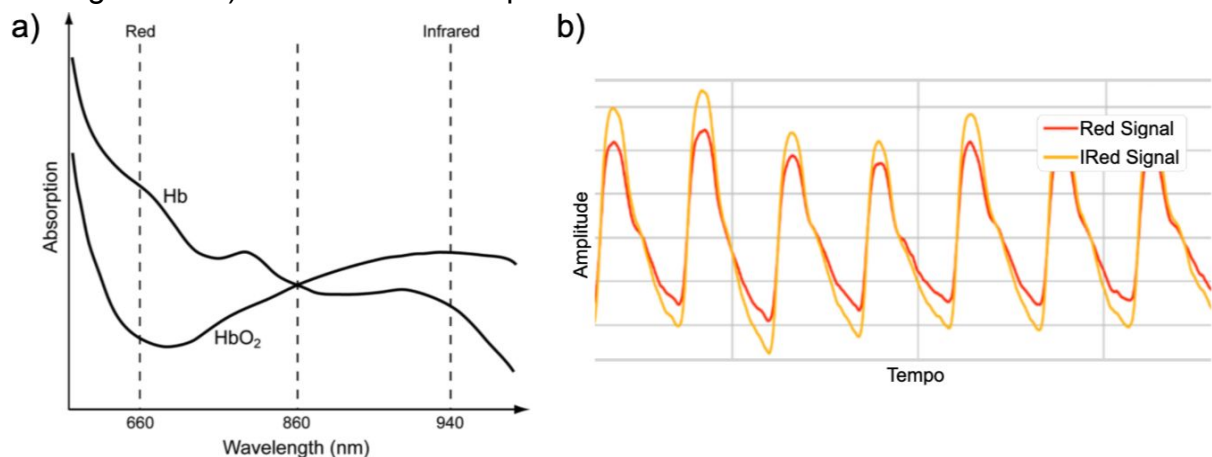 a)
Red
Infrared
Hb
HbO₂
Absorption
660
860
940
Wavelength (nm)
b)
Red Signal
IRed Signal
Amplitude
Tempo